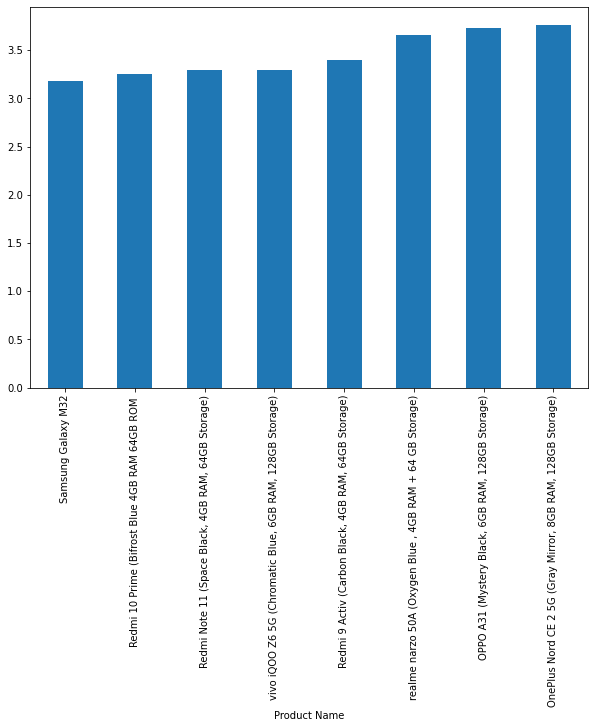 3.5
3.0
2.5
2.0
1.5
1.0
0.5
0.0
Samsung Galaxy M32
Redmi 10 Prime (Bifrost Blue 4GB RAM 64GB ROM
Redmi Note 11 (Space Black, 4GB RAM, 64GB Storage)
vivo iQOO Z6 5G (Chromatic Blue, 6GB RAM, 128GB Storage)
Redmi 9 Activ (Carbon Black, 4GB RAM, 64GB Storage)
realme narzo 50A (Oxygen Blue , 4GB RAM + 64 GB Storage)
OPPO A31 (Mystery Black, 6GB RAM, 128GB Storage)
OnePlus Nord CE 2 5G (Gray Mirror, 8GB RAM, 128GB Storage)
Product Name